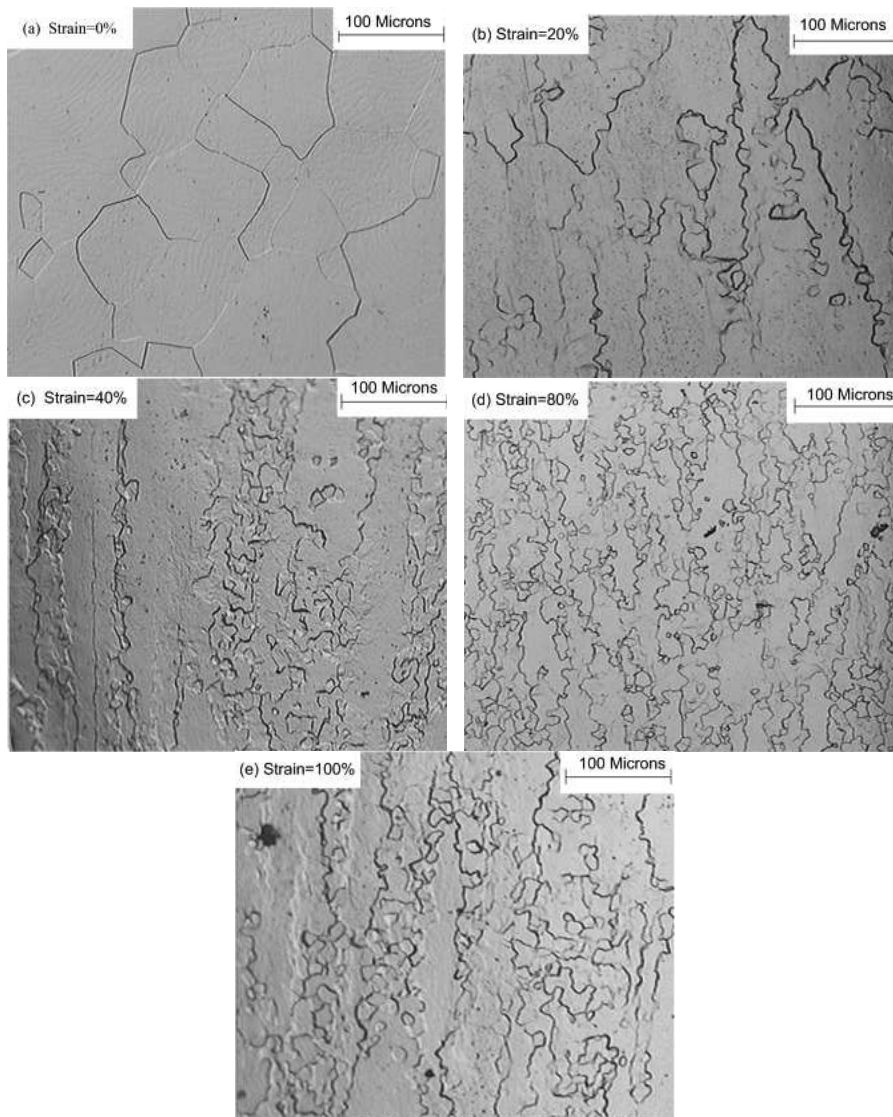 (a) Strain=0%
100 Microns
(b) Strain=20%
100 Microns
(c) Strain=40%
100 Microns
(d) Strain=80%
100 Microns
(e) Strain=100%
100 Microns